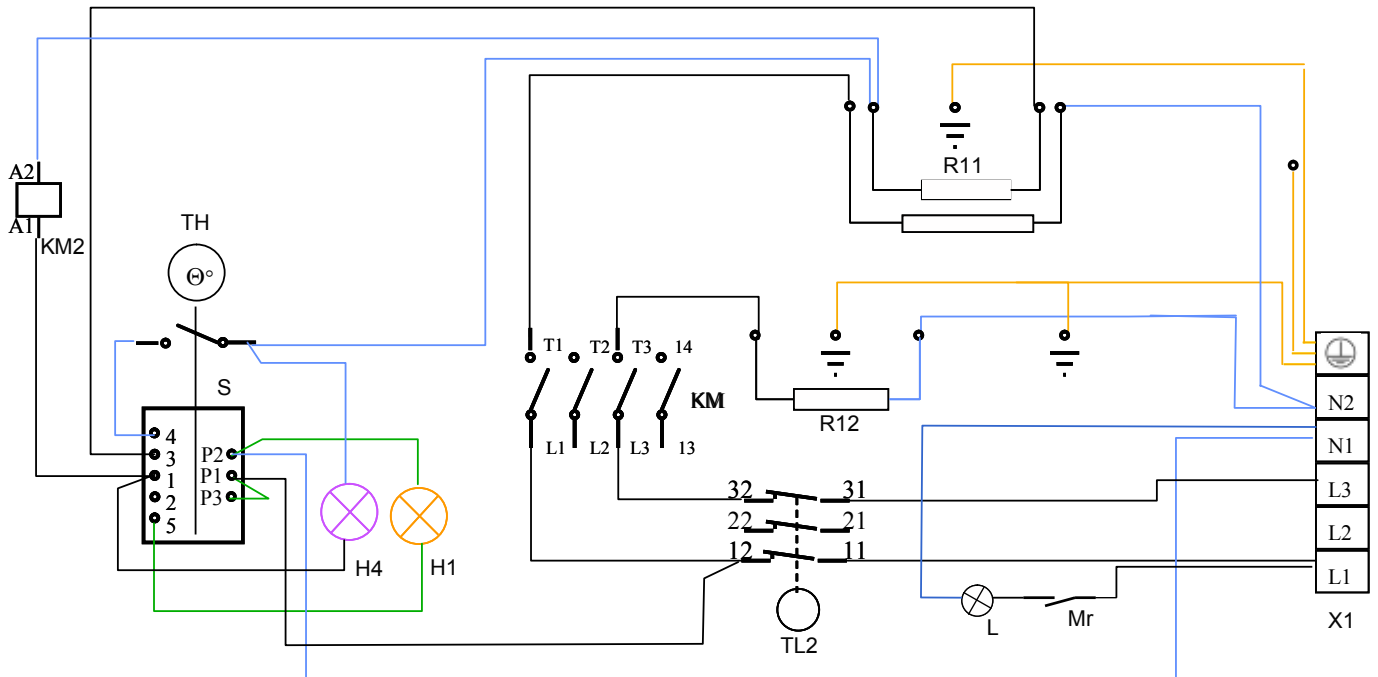 R11
A2
A1
KM2
TH
Θ°
T1 T2 T3 14
KM
L1 L2 L3 13
R12
S
4
3
1
2
5
P2
P1
P3
H4
H1
32 31
22 21
12 11
TL2
L
Mr
N2
N1
L3
L2
L1
X1